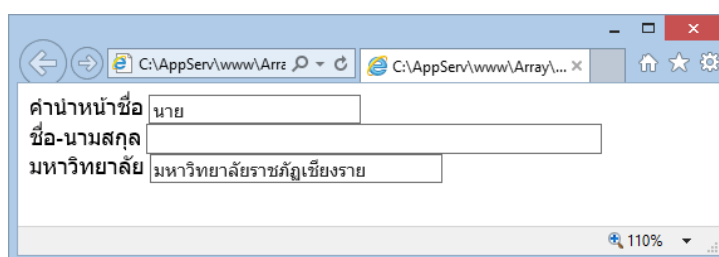 C:\AppServ\www\Arra
C:\AppServ\www\Array\...
คำนำหน้าชื่อ นาย
ชื่อ-นามสกุล
มหาวิทยาลัย มหาวิทยาลัยราชภัฏเชียงราย
110%